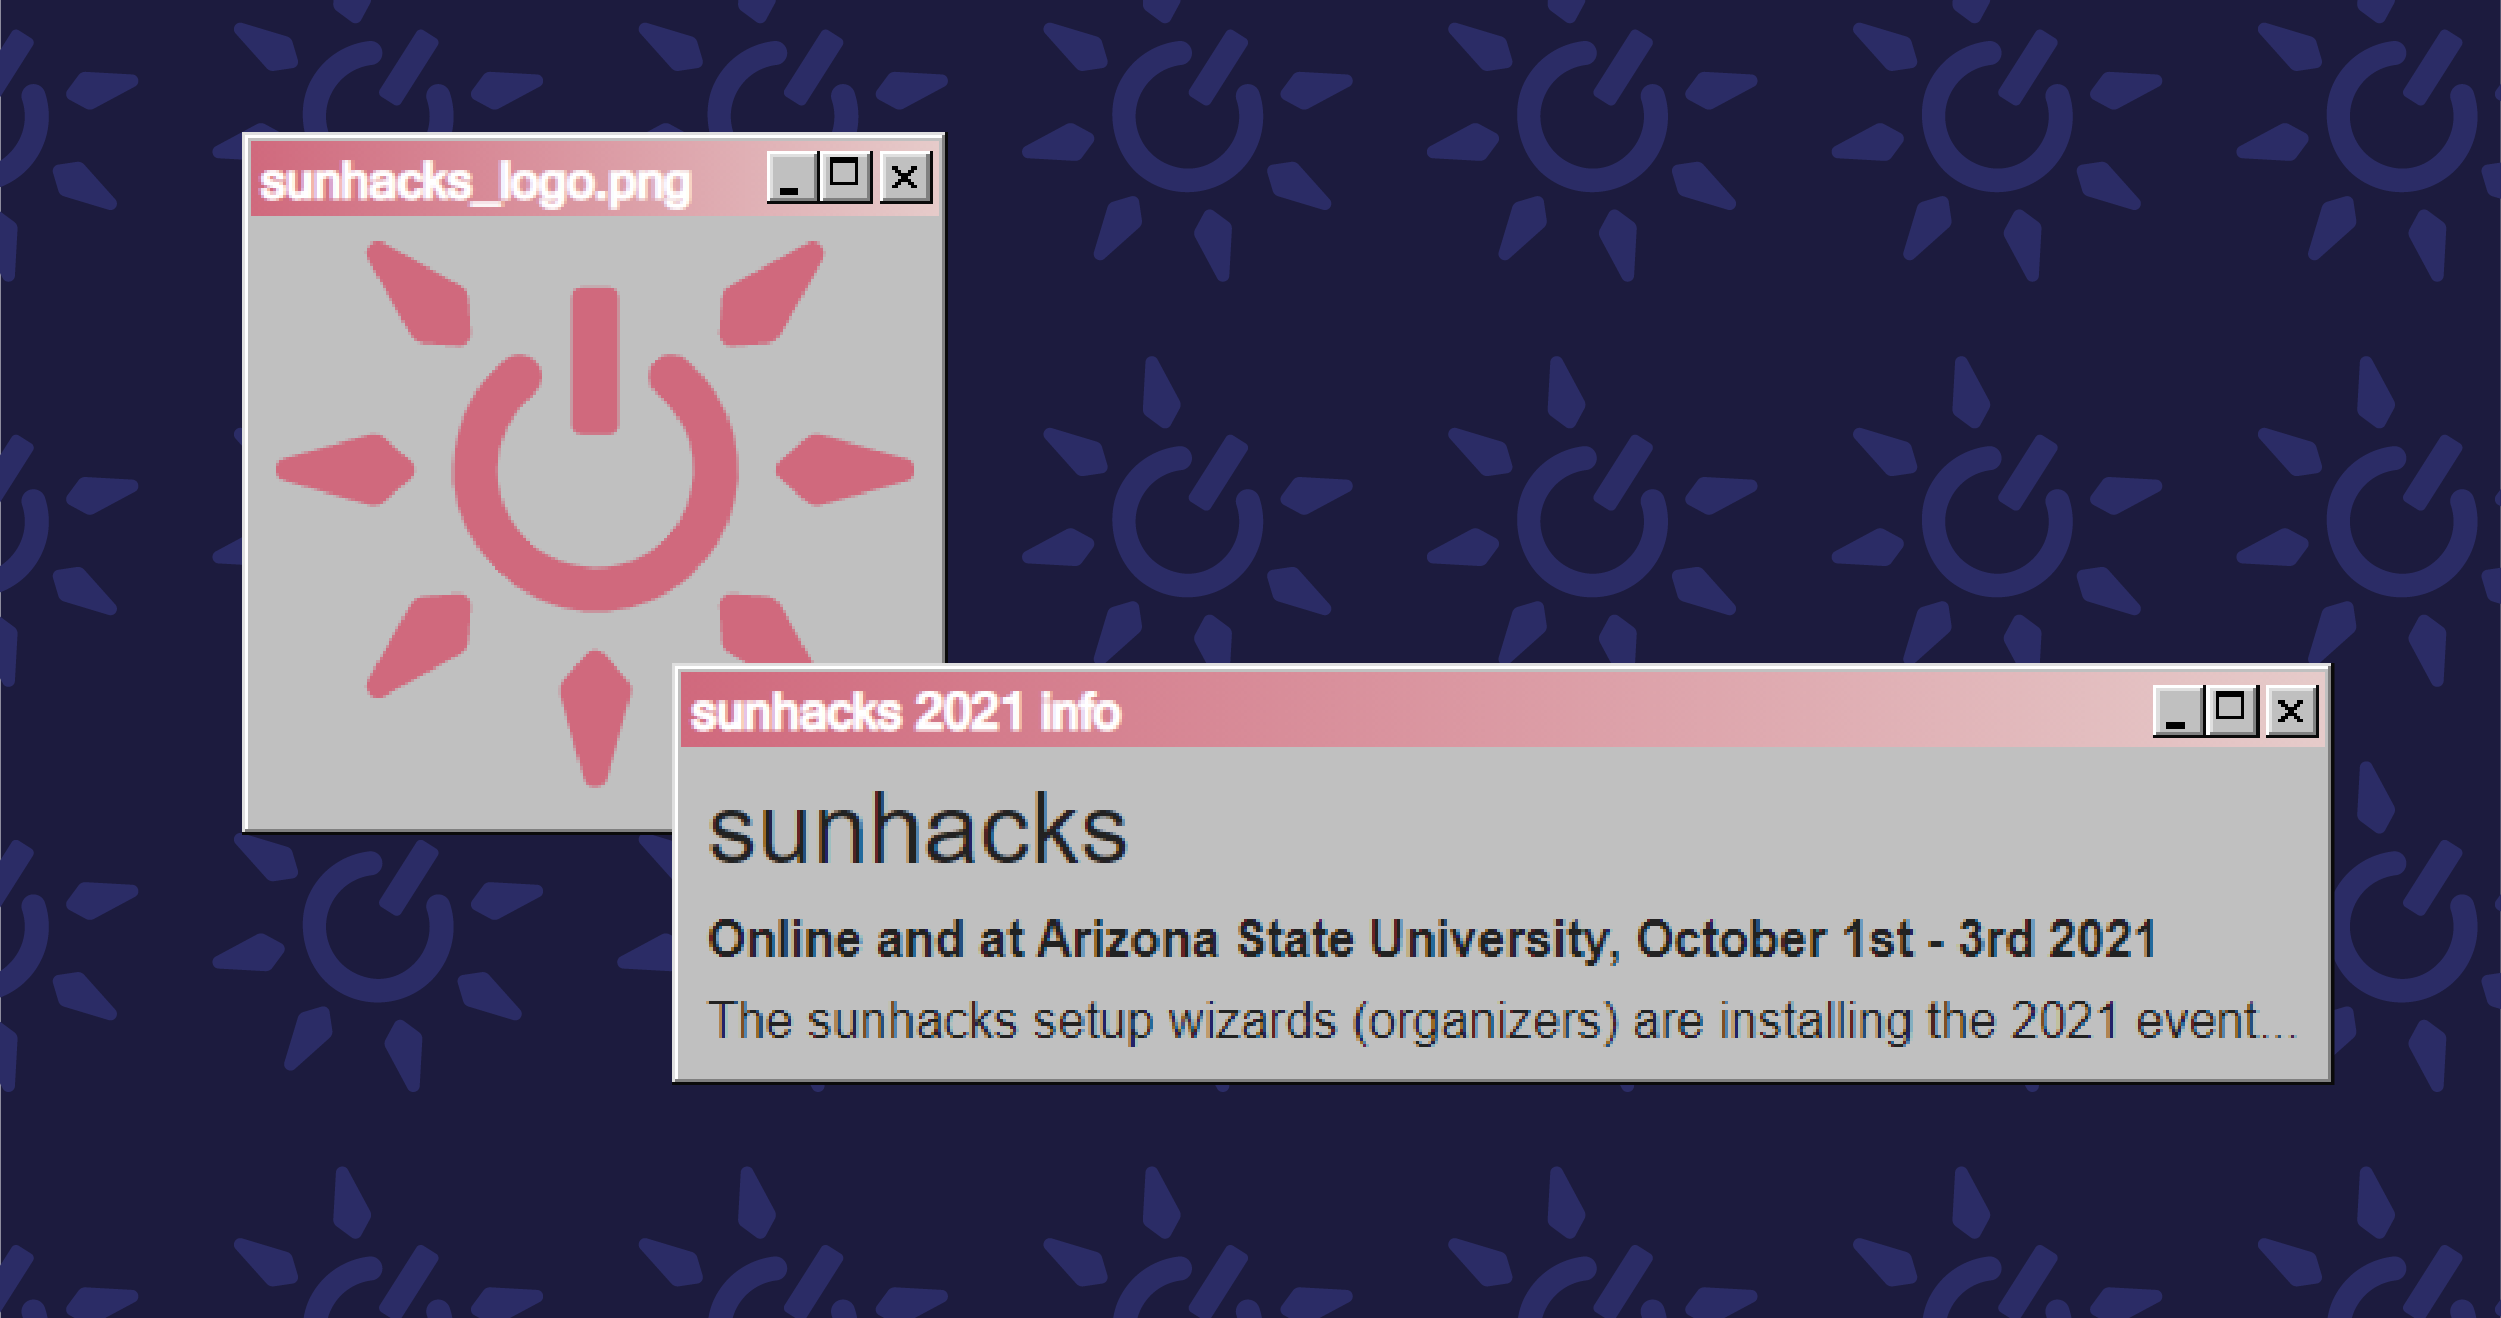 sunhacks_logo.png
sunhacks 2021 info
sunhacks
Online and at Arizona State University, October 1st - 3rd 2021
The sunhacks setup wizards (organizers) are installing the 2021 event...